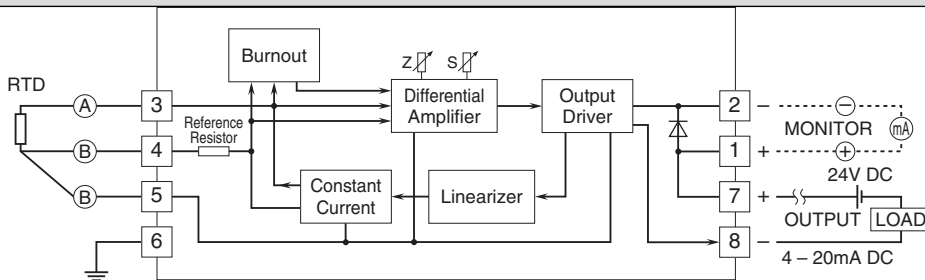 RTD
A
B
B
3
4
5
6
Reference
Resistor
Burnout
Z
S
Differential
Amplifier
Output
Driver
Constant
Current
Linearizer
2 – –
MONITOR mA
1 + +
24V DC
7 +
OUTPUT LOAD
8 –
4 – 20mA DC